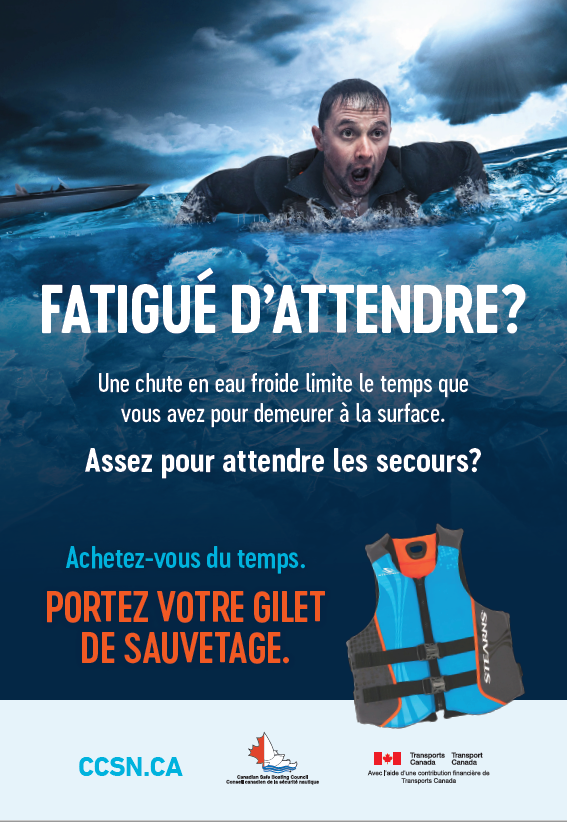 FATIGUÉ D’ATTENDRE?
Une chute en eau froide limite le temps que
vous avez pour demeurer à la surface.
Assez pour attendre les secours?
Achetez-vous du temps.
PORTEZ VOTRE GILET
DE SAUVETAGE.
STEARNS
CCSN.CA
Canadian Safe Boating Council
Conseil canadien de la sécurité nautique
Transports Canada
Transport Canada
Avec l’aide d’une contribution financière de
Transports Canada